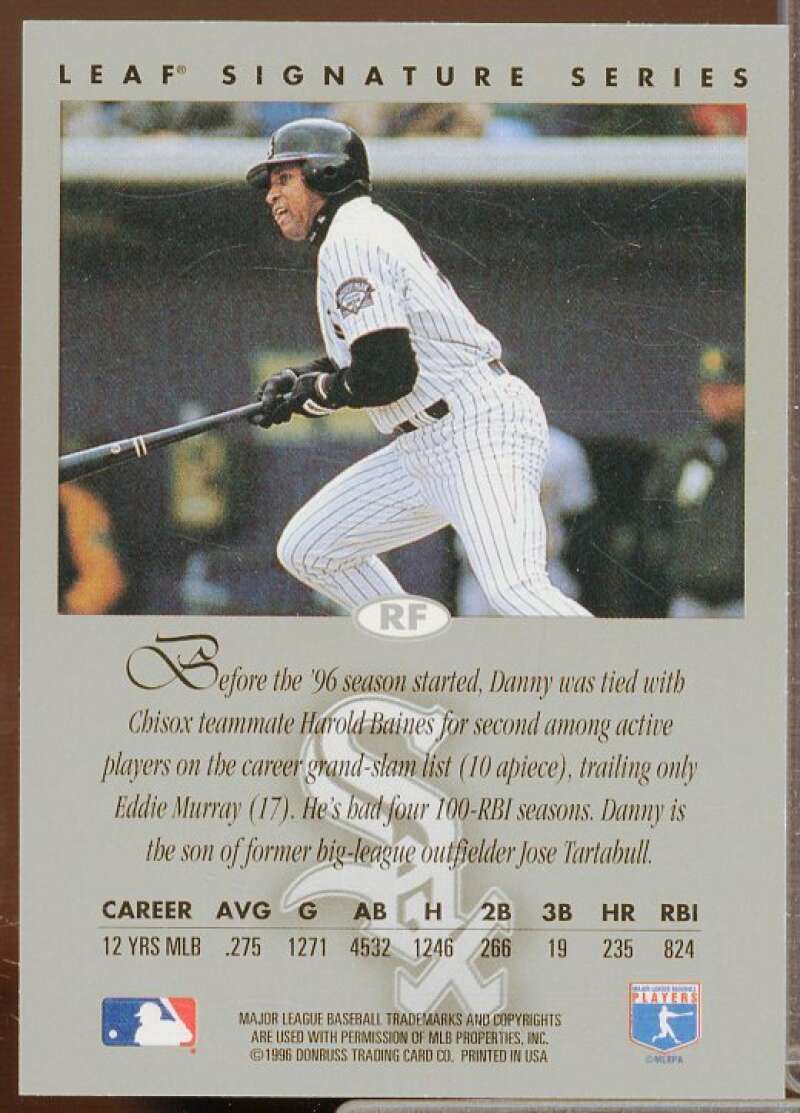 LEAF® SIGNATURE SERIES
RF
Before the '96 season started, Danny was tied with
Chisox teammate Harold Baines for second among active
players on the career grand-slam list (10 apiece), trailing only
Eddie Murray (17). He's had four 100-RBI seasons. Danny is
the son of former big-league outfielder Jose Tartabull.
Sox
CAREER AVG G AB H 2B 3B HR RBI
12 YRS MLB .275 1271 4532 1246 266 19 235 824
MAJOR LEAGUE BASEBALL TRADEMARKS AND COPYRIGHTS
ARE USED WITH PERMISSION OF MLB PROPERTIES, INC.
©1996 DONRUSS TRADING CARD CO. PRINTED IN USA
MAJOR LEAGUE BASEBALL
PLAYERS
©MLBPA